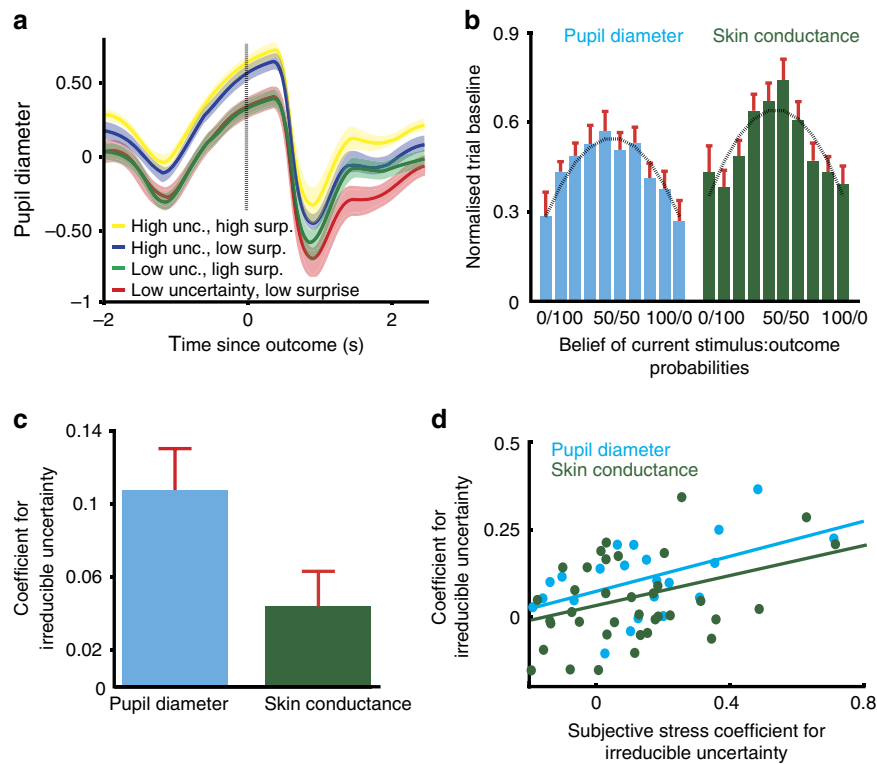 a
Pupil diameter
0.50
0
−0.50
−1
−2
0
2
Time since outcome (s)
High unc., high surp.
High unc., low surp.
Low unc., ligh surp.
Low uncertainty, low surprise
b
Pupil diameter
Skin conductance
Normalised trial baseline
0.9
0.6
0.3
0
0/100 50/50 100/0 0/100 50/50 100/0
Belief of current stimulus:outcome
probabilities
c
Coefficient for
irreducible uncertainty
0.14
0.1
0.06
0.02
0
Pupil diameter
Skin conductance
d
Pupil diameter
Skin conductance
Coefficient for
irreducible uncertainty
0.5
0.25
0
0
0.4
0.8
Subjective stress coefficient for
irreducible uncertainty